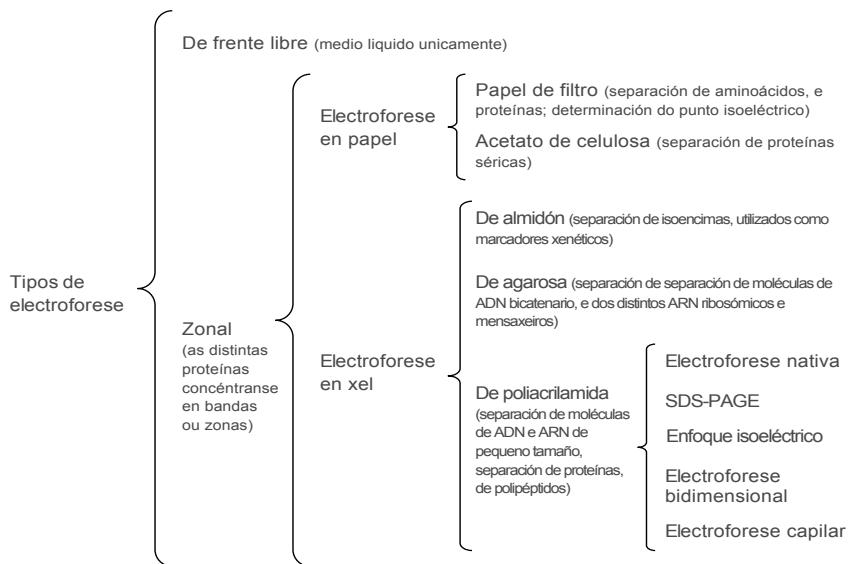 Tipos de
electroforese
De frente libre (medio liquido unicamente)
Zonal
(as distintas
proteínas
concéntranse
en bandas
ou zonas)
Electroforese
en papel
Papel de filtro (separación de aminoácidos, e
proteínas; determinación do punto isoeléctrico)
Acetato de celulosa (separación de proteínas
séricas)
Electroforese
en xel
De almidón (separación de isoencimas, utilizados como
marcadores xenéticos)
De agarosa (separación de separación de moléculas de
ADN bicatenario, e dos distintos ARN ribosómicos e
mensaxeiros)
De poliacrilamida
(separación de moléculas
de ADN e ARN de
pequeno tamaño,
separación de proteínas,
de polipéptidos)
Electroforese nativa
SDS-PAGE
Enfoque isoeléctrico
Electroforese
bidimensional
Electroforese capilar